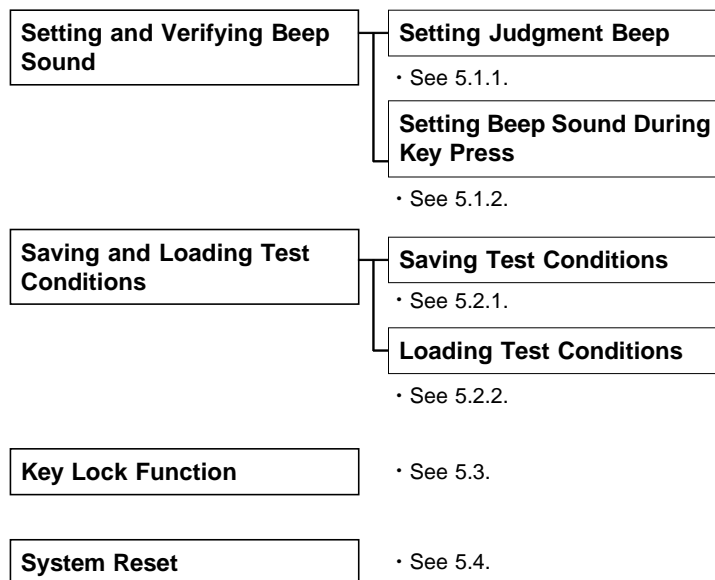 Setting and Verifying Beep
Sound
Setting Judgment Beep
・See 5.1.1.
Setting Beep Sound During
Key Press
・See 5.1.2.
Saving and Loading Test
Conditions
Saving Test Conditions
・See 5.2.1.
Loading Test Conditions
・See 5.2.2.
Key Lock Function
・See 5.3.
System Reset
・See 5.4.